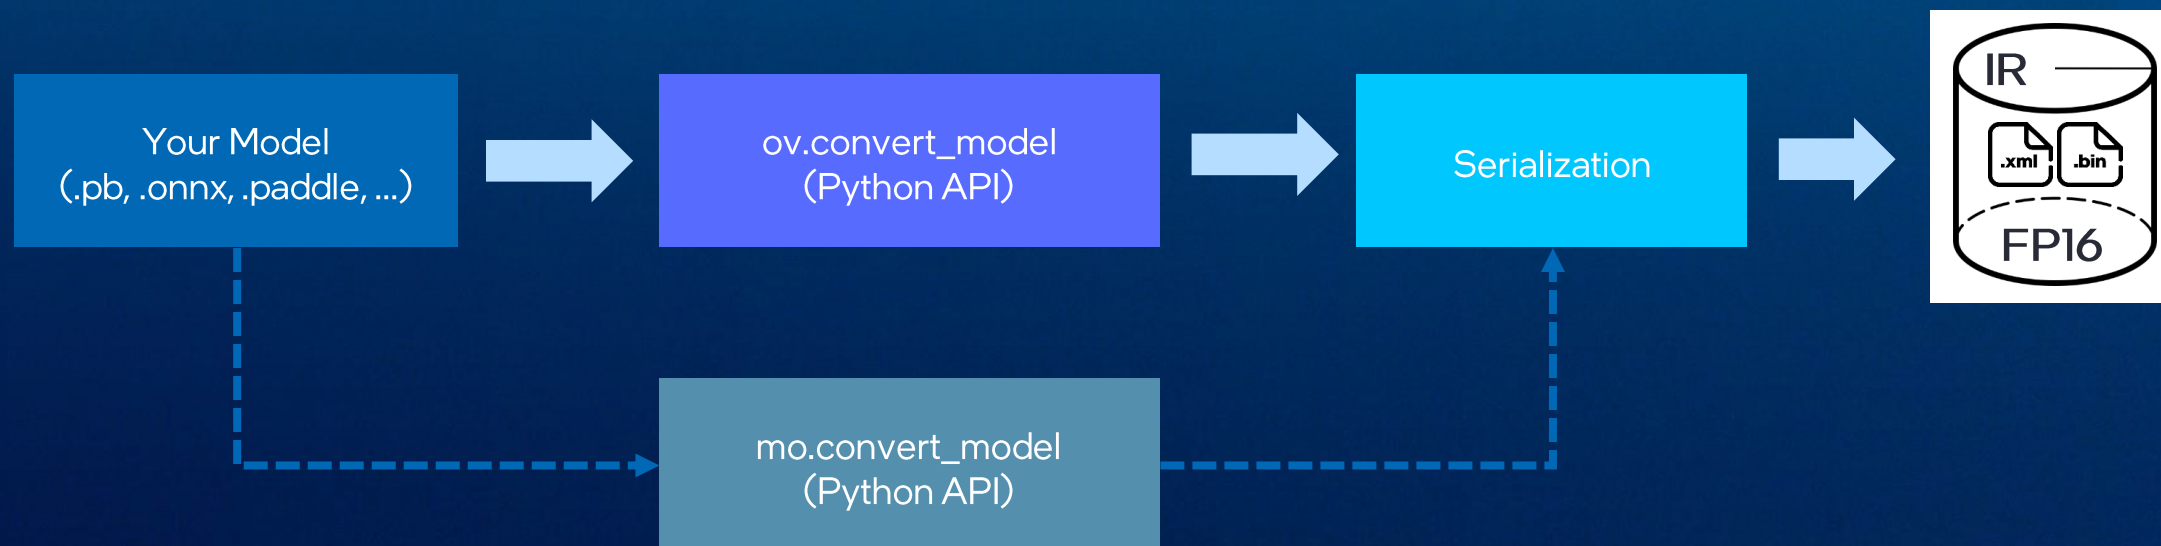 Your Model
(.pb, .onnx, .paddle, ...)
ov.convert_model
(Python API)
Serialization
IR
.xml
.bin
FP16
mo.convert_model
(Python API)